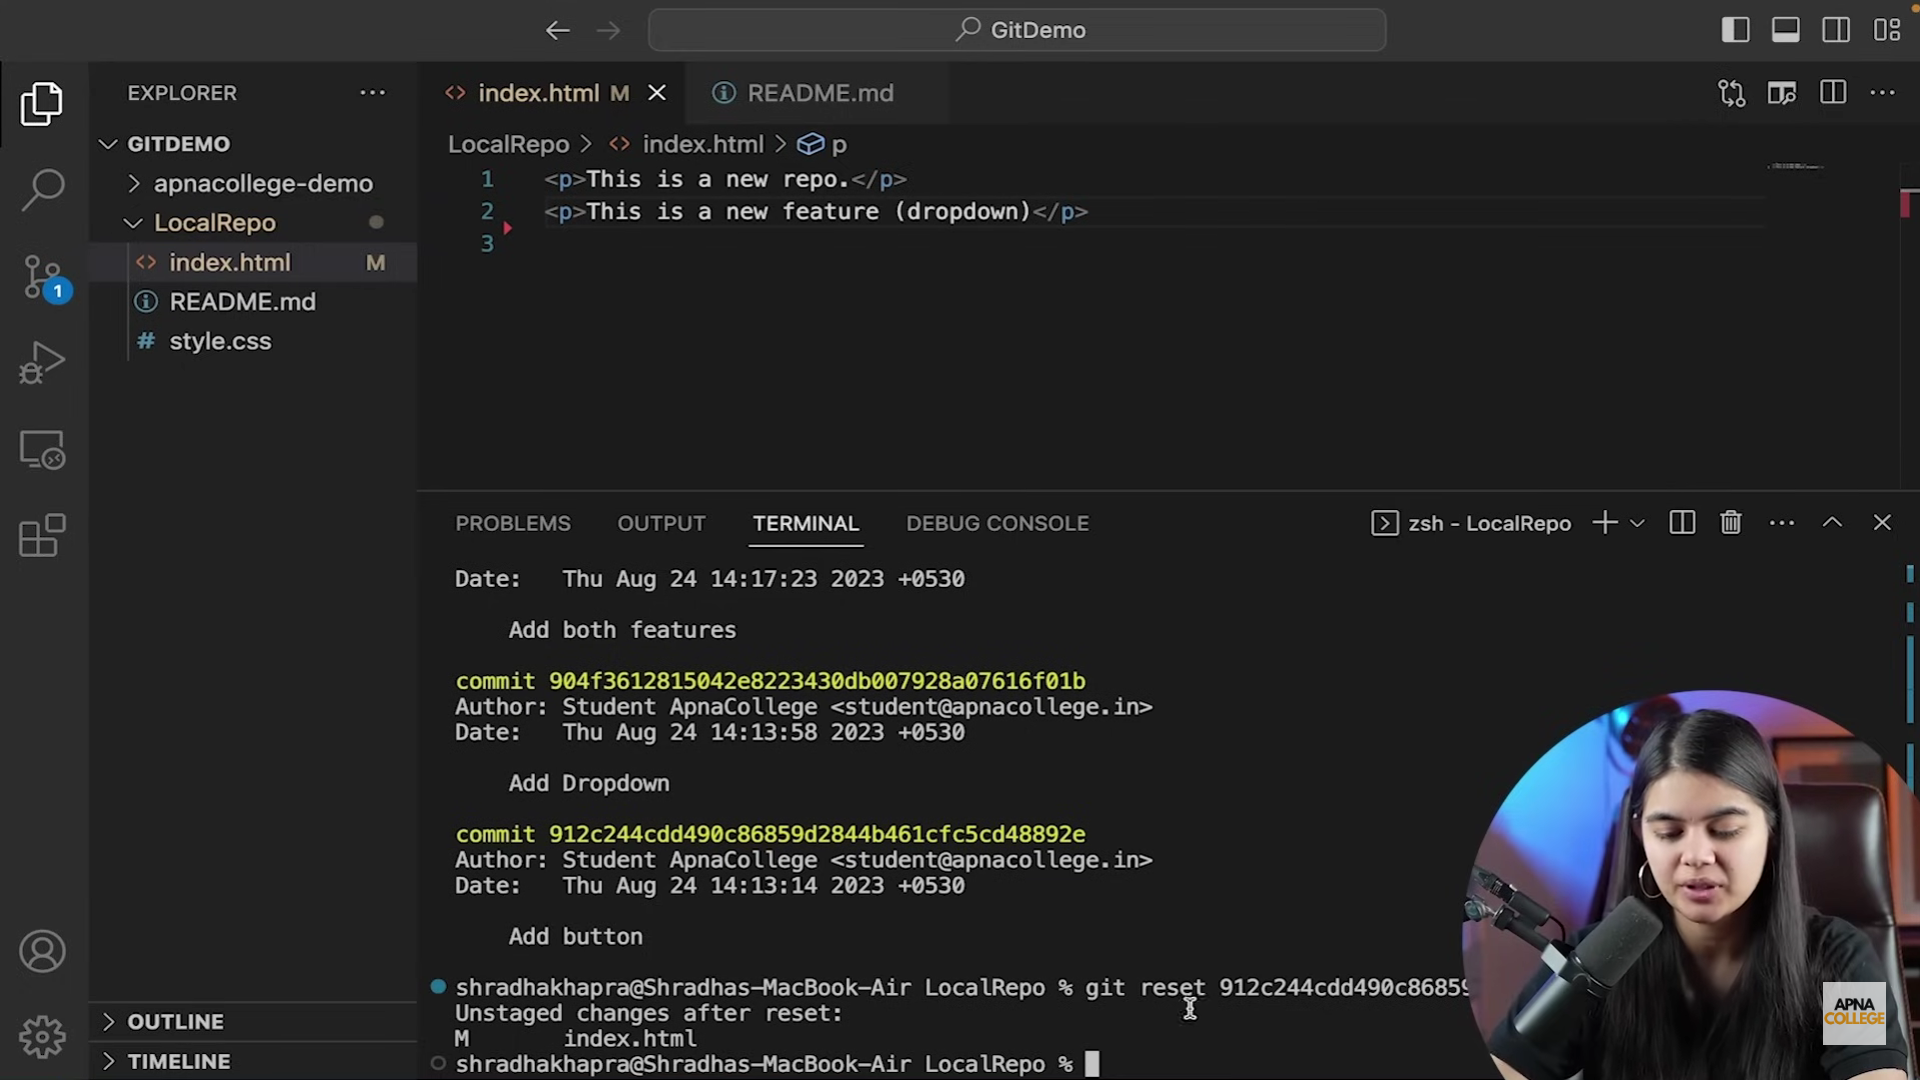 GitDemo
EXPLORER
index.html M
README.md
GITDEMO
apnacollege-demo
LocalRepo
index.html M
README.md
# style.css
1
LocalRepo > index.html > p
1 <p>This is a new repo.</p>
2 <p>This is a new feature (dropdown)</p>
3
PROBLEMS OUTPUT TERMINAL DEBUG CONSOLE
zsh - LocalRepo
Date:   Thu Aug 24 14:17:23 2023 +0530
Add both features
commit 904f3612815042e8223430db007928a07616f01b
Author: Student ApnaCollege <student@apnacollege.in>
Date:   Thu Aug 24 14:13:58 2023 +0530
Add Dropdown
commit 912c244cdd490c86859d2844b461cfc5cd48892e
Author: Student ApnaCollege <student@apnacollege.in>
Date:   Thu Aug 24 14:13:14 2023 +0530
Add button
shradhakhapra@Shradhas-MacBook-Air LocalRepo % git reset 912c244cdd490c86859
Unstaged changes after reset:
M       index.html
shradhakhapra@Shradhas-MacBook-Air LocalRepo %
OUTLINE
TIMELINE
APNA
COLLEGE